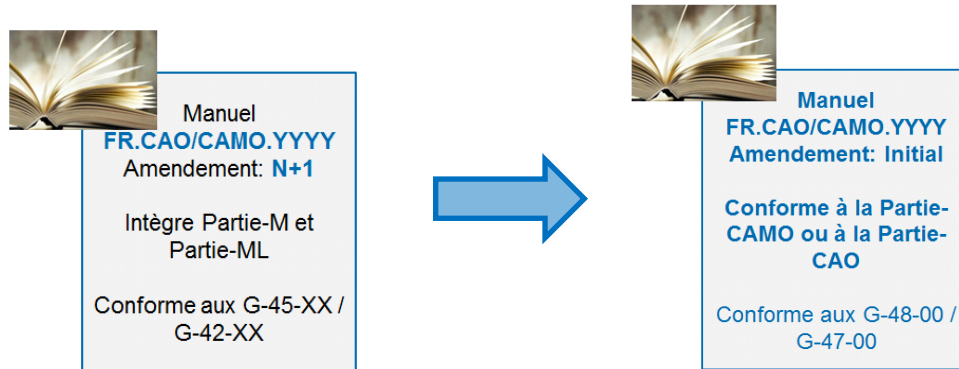 Manuel
FR.CAO/CAMO.YYYY
Amendement: N+1
Intègre Partie-M et
Partie-ML
Conforme aux G-45-XX /
G-42-XX
Manuel
FR.CAO/CAMO.YYYY
Amendement: Initial
Conforme à la Partie-
CAMO ou à la Partie-
CAO
Conforme aux G-48-00 /
G-47-00